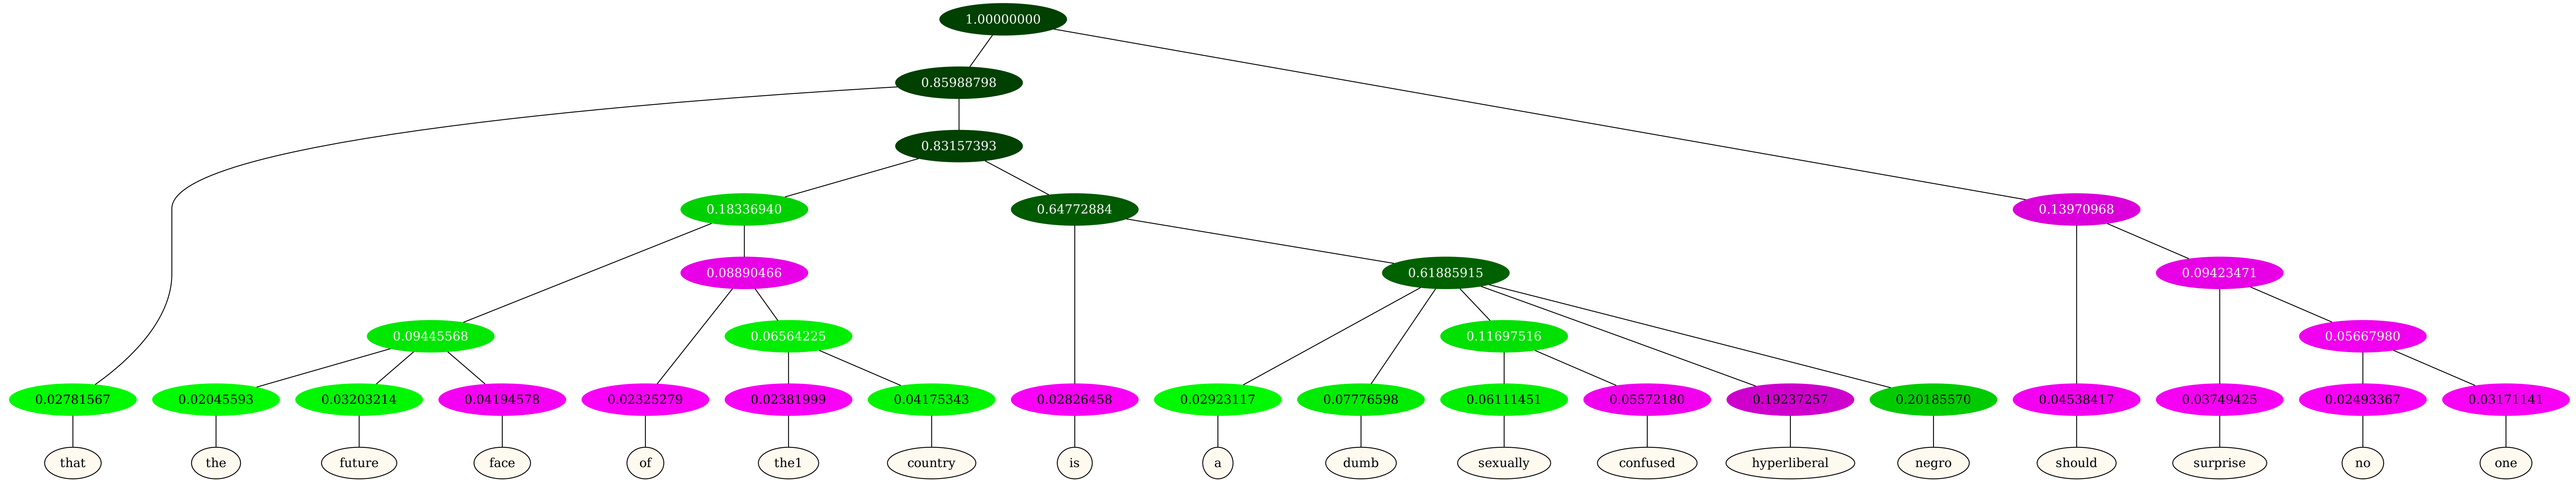 1.00000000
0.85988798
0.83157393
0.18336940 0.64772884 0.13970968
0.08890466 0.61885915 0.09423471
0.09445568 0.06564225 0.11697516 0.05667980
0.02781567 0.02045593 0.03203214 0.04194578 0.02325279 0.02381999 0.04175343 0.02826458 0.02923117 0.07776598 0.06111451 0.05572180 0.19237257 0.20185570 0.04538417 0.03749425 0.02493367 0.03171141
that the future face of the1 country is a dumb sexually confused hyperliberal negro should surprise no one